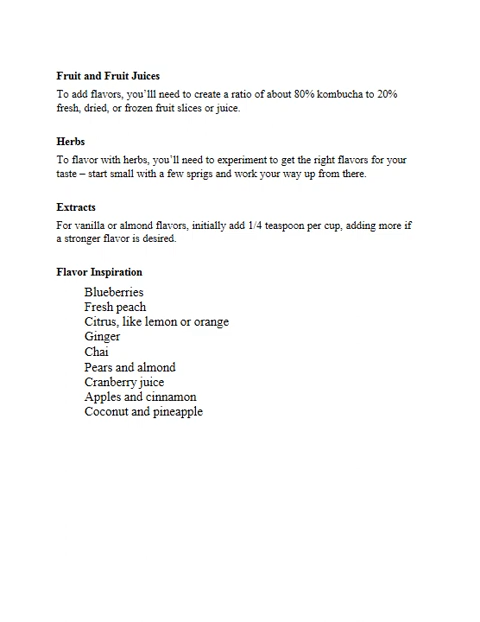 Fruit and Fruit Juices
To add flavors, you'lll need to create a ratio of about 80% kombucha to 20%
fresh, dried, or frozen fruit slices or juice.
Herbs
To flavor with herbs, you'll need to experiment to get the right flavors for your
taste – start small with a few sprigs and work your way up from there.
Extracts
For vanilla or almond flavors, initially add 1/4 teaspoon per cup, adding more if
a stronger flavor is desired.
Flavor Inspiration
Blueberries
Fresh peach
Citrus, like lemon or orange
Ginger
Chai
Pears and almond
Cranberry juice
Apples and cinnamon
Coconut and pineapple